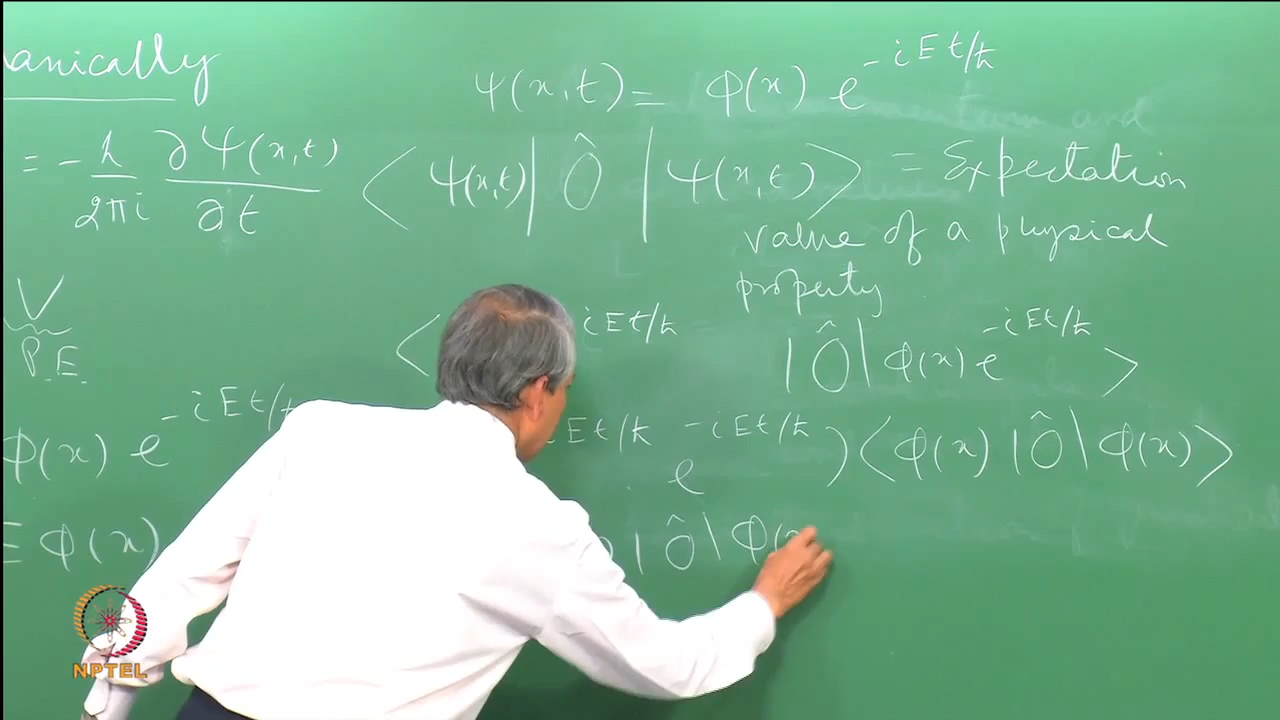 anically
= - ħ/2πi ∂Ψ(x,t)/∂t
V
P.E.
Φ(x) e^{-iEt/ħ}
≡ Φ(x)
Ψ(x,t) = Φ(x) e^{-iEt/ħ}
⟨Ψ(x,t)| Ô |Ψ(x,t)⟩ = Expectation
value of a physical
property
⟨ iEt/ħ |Ô| Φ(x) e^{-iEt/ħ} ⟩
iEt/ħ e^{-iEt/ħ} ) ⟨Φ(x) |Ô| Φ(x)⟩
|Ô| Φ(x
NPTEL